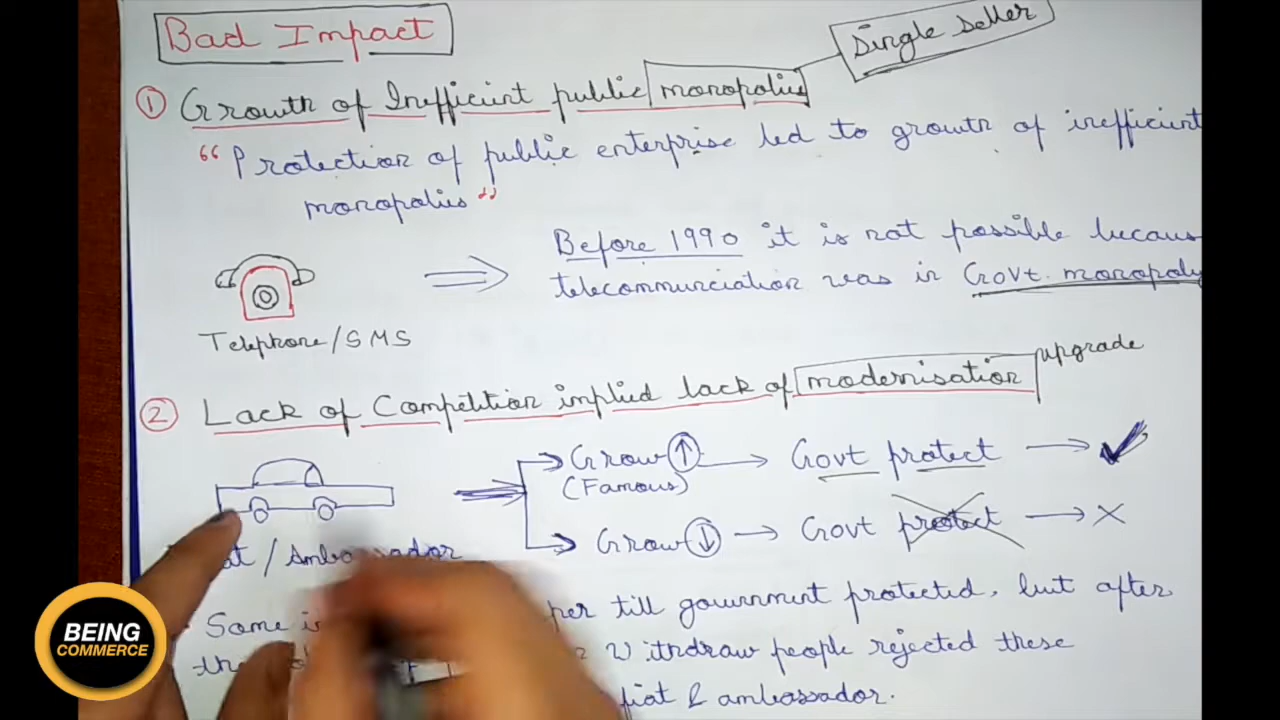 Bad Impact
Single Seller
① Growth of Inefficient public monopolies
“ Protection of public enterprise led to growth of inefficient
monopolies ”
Before 1990 it is not possible becaus
telecommunciation was in Govt. monopoly
Telephone/SMS
upgrade
② Lack of Competition implied lack of modernisation
Grow ↑ Govt protect ✓
(Famous)
Grow ↓ Govt protect ×
/ Ambassador
Some till government protected, but after
withdraw people rejected these
fiat & ambassador.
BEING
COMMERCE